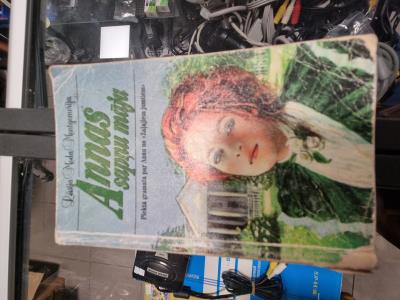 Lūsija Moda Montgomerija
Annas
sapņu māja
Piektā grāmata par Annu no «Zaļajiem jumtiem»